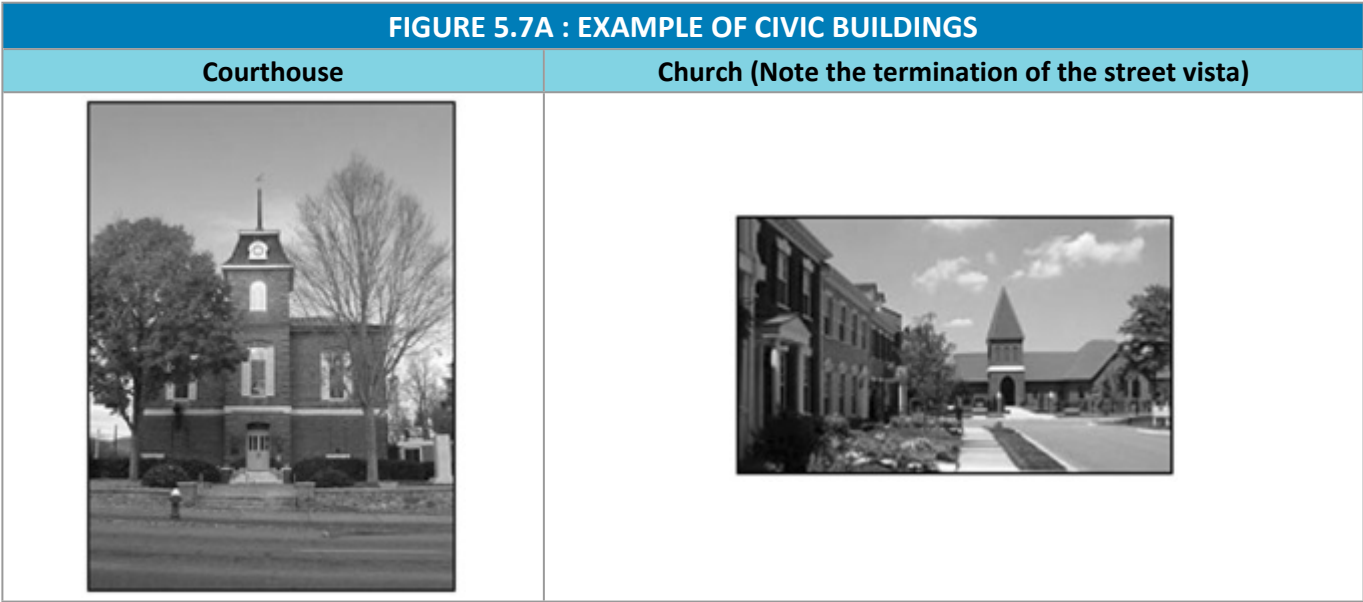 FIGURE 5.7A : EXAMPLE OF CIVIC BUILDINGS
Courthouse
Church (Note the termination of the street vista)